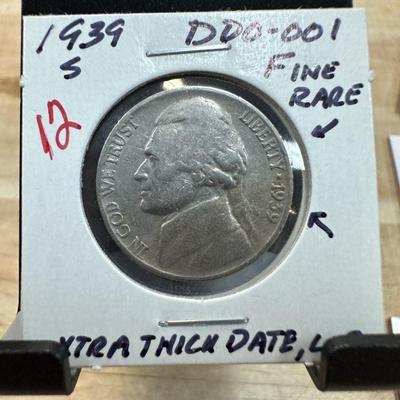 1939 DDO-001
S FINE
RARE
12
IN GOD WE TRUST
LIBERTY ★ 1939
XTRA THICK DATE,